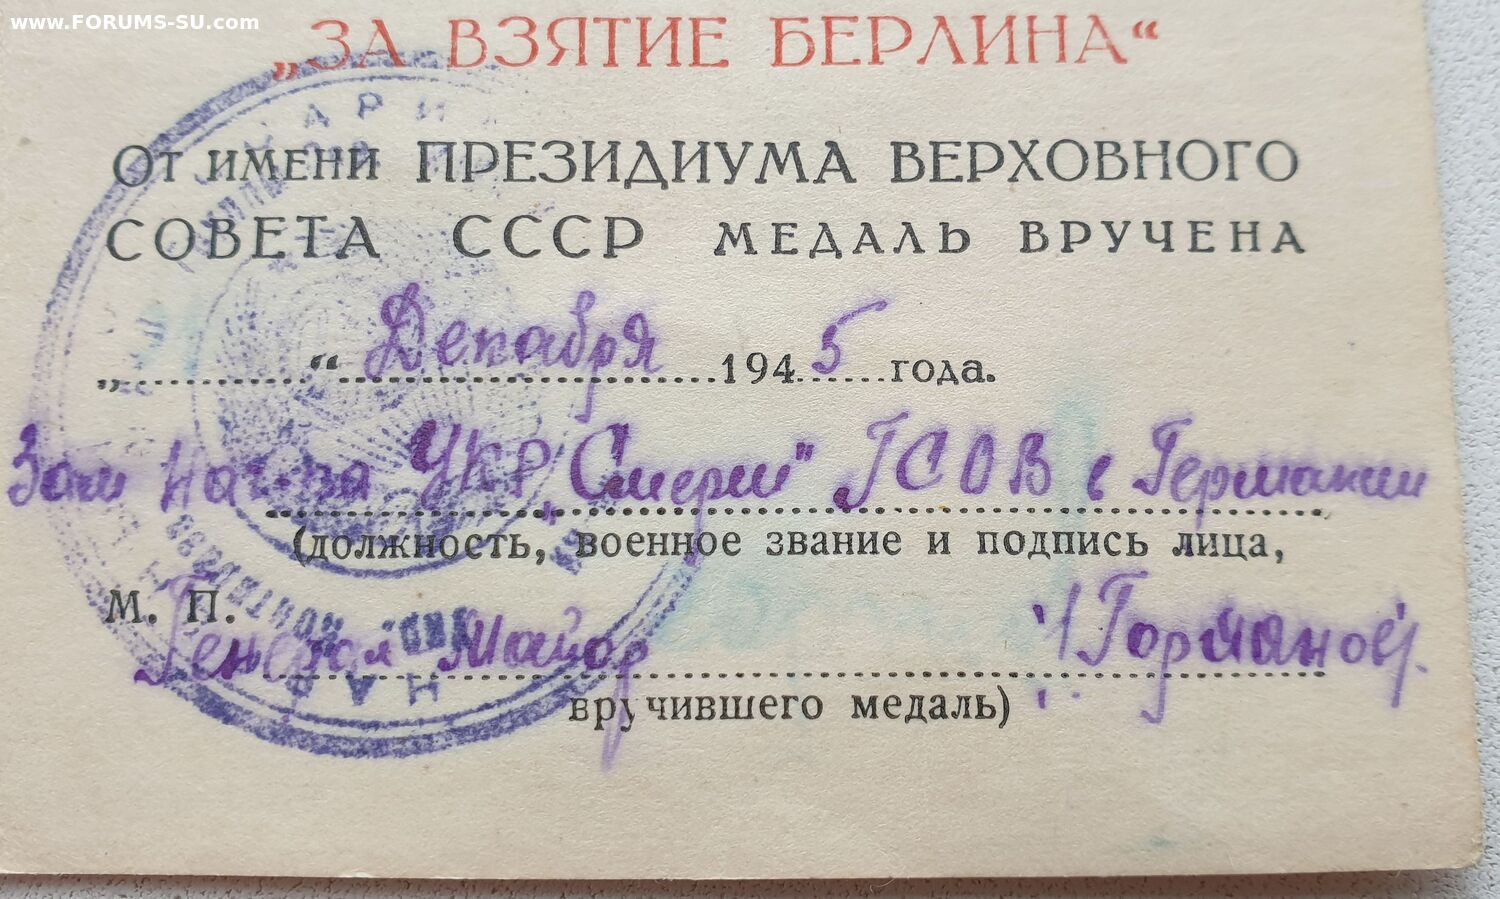 www.FORUMS-SU.com
„ЗА ВЗЯТИЕ БЕРЛИНА“
От имени ПРЕЗИДИУМА ВЕРХОВНОГО
СОВЕТА СССР МЕДАЛЬ ВРУЧЕНА
„ “ Декабря 1945 года.
Зам Нач-ка УКР „Смерш" ГСОВ в Германии
(должность, военное звание и подпись лица,
М. П.
Генерал Майор /Горманов/.
вручившего медаль)